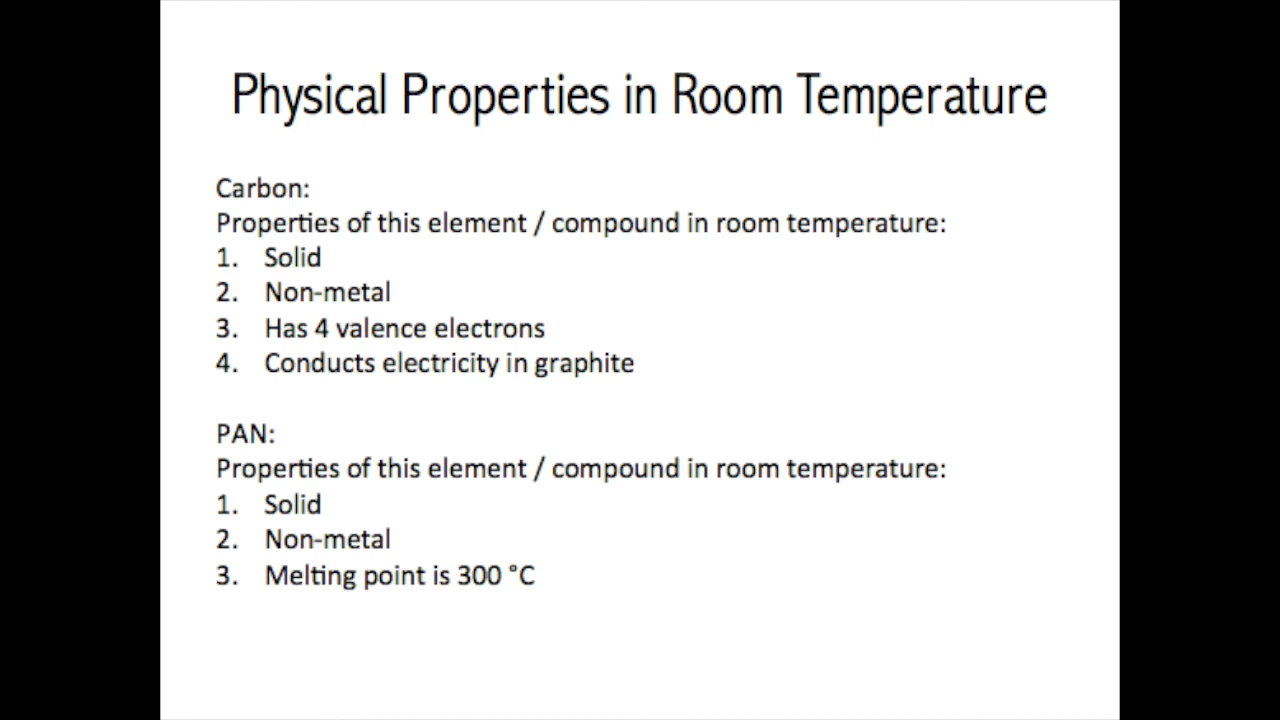 Physical Properties in Room Temperature
Carbon:
Properties of this element / compound in room temperature:
1. Solid
2. Non-metal
3. Has 4 valence electrons
4. Conducts electricity in graphite
PAN:
Properties of this element / compound in room temperature:
1. Solid
2. Non-metal
3. Melting point is 300 °C